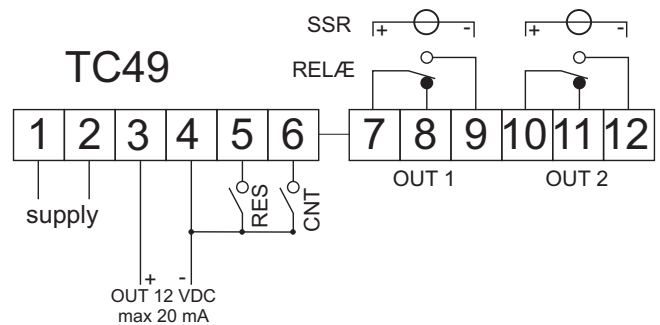 SSR + - + -
RELÆ
TC49
1 2 3 4 5 6 7 8 9 10 11 12
OUT 1 OUT 2
supply
RES
CNT
+ -
OUT 12 VDC
max 20 mA